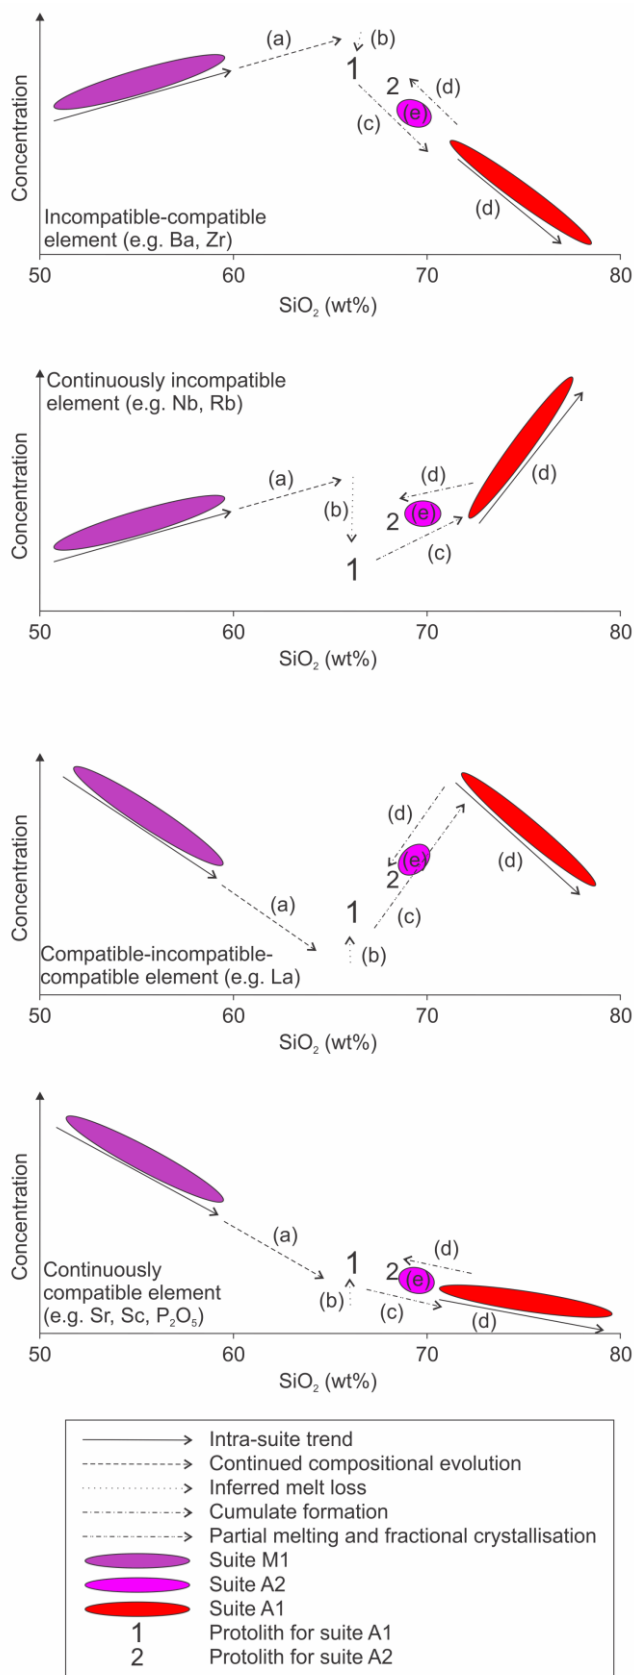 Concentration
(a)
(b)
1
2
(d)
(c)
(e)
(d)
Incompatible-compatible
element (e.g. Ba, Zr)
50
60
70
80
SiO₂ (wt%)
Concentration
Continuously incompatible
element (e.g. Nb, Rb)
(a)
(b)
(d)
(d)
2
(e)
1
(c)
50
60
70
80
SiO₂ (wt%)
Concentration
(d)
(e)
(d)
2
(a)
1
(c)
(b)
Compatible-incompatible-
compatible element (e.g. La)
50
60
70
80
SiO₂ (wt%)
Concentration
(a)
1
2
(d)
(e)
(b)
(c)
(d)
Continuously
compatible element
(e.g. Sr, Sc, P₂O₅)
50
60
70
80
SiO₂ (wt%)
Intra-suite trend
Continued compositional evolution
Inferred melt loss
Cumulate formation
Partial melting and fractional crystallisation
Suite M1
Suite A2
Suite A1
1 Protolith for suite A1
2 Protolith for suite A2